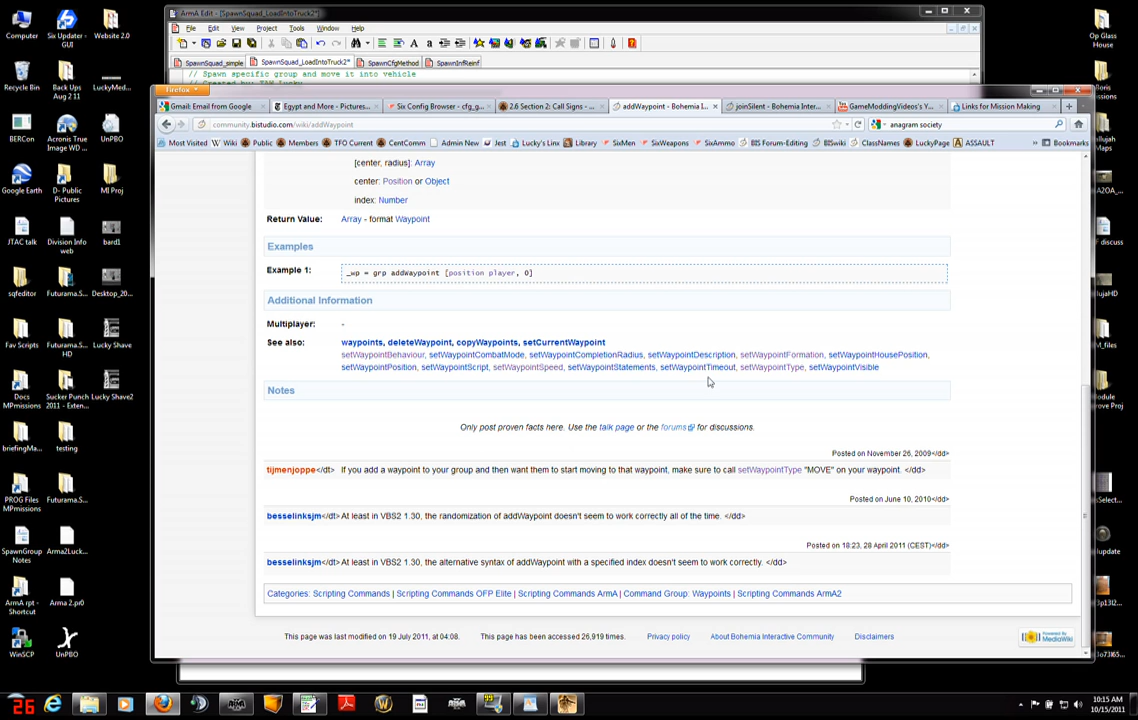 Computer
Six Updater - GUI
Website 2.0
Recycle Bin
Back Ups Aug 2 11
LuckyMed...
BERCon
Acronis True Image WD ...
UnPBO
Google Earth
D- Public Pictures
MI Proj
JTAC talk
Division Info web
bard1
sqfeditor
Futurama.S...
Desktop_20...
Fav Scripts
Futurama.S... HD
Lucky Shave
Docs MPmissions
Sucker Punch 2011 - Exten...
Lucky Shave2
briefingMa...
testing
PROG Files MPmissions
Futurama.S...
SpawnGroup Notes
Arma2Luck...
ArmA rpt - Shortcut
Arma 2.pr0
WinSCP
UnPBO
ArmA Edit - [SpawnSquad_LoadIntoTruck2*]
File Edit View Project Tools Window Help
SpawnSquad_simple SpawnSquad_LoadIntoTruck2* SpawnCfgMethod SpawnInfReinf
// Spawn specific group and move it into vehicle
Firefox
Gmail: Email from Google
Egypt and More - Pictures...
Six Config Browser - cfg_g...
2.6 Section 2: Call Signs - ...
addWaypoint - Bohemia I...
joinSilent - Bohemia Inter...
GameModdingVideos's Y...
Links for Mission Making
community.bistudio.com/wiki/addWaypoint
anagram society
Most Visited Wiki Public Members TFO Current CentComm Admin New Jest Lucky's Linx Library SixMen SixWeapons SixAmmo BIS Forum-Editing BISwiki ClassNames LuckyPage ASSAULT » Bookmarks
[center, radius]: Array
center: Position or Object
index: Number
Return Value: Array - format Waypoint
Examples
Example 1: _wp = grp addWaypoint [position player, 0]
Additional Information
Multiplayer: -
See also: waypoints, deleteWaypoint, copyWaypoints, setCurrentWaypoint
setWaypointBehaviour, setWaypointCombatMode, setWaypointCompletionRadius, setWaypointDescription, setWaypointFormation, setWaypointHousePosition,
setWaypointPosition, setWaypointScript, setWaypointSpeed, setWaypointStatements, setWaypointTimeout, setWaypointType, setWaypointVisible
Notes
Only post proven facts here. Use the talk page or the forums for discussions.
Posted on November 26, 2009</dd>
tijmenjoppe</dt> If you add a waypoint to your group and then want them to start moving to that waypoint, make sure to call setWaypointType "MOVE" on your waypoint. </dd>
Posted on June 10, 2010</dd>
besselinksjm</dt> At least in VBS2 1.30, the randomization of addWaypoint doesn't seem to work correctly all of the time. </dd>
Posted on 18:23, 28 April 2011 (CEST)</dd>
besselinksjm</dt> At least in VBS2 1.30, the alternative syntax of addWaypoint with a specified index doesn't seem to work correctly. </dd>
Categories: Scripting Commands | Scripting Commands OFP Elite | Scripting Commands ArmA | Command Group: Waypoints | Scripting Commands ArmA2
This page was last modified on 19 July 2011, at 04:08. This page has been accessed 26,919 times. Privacy policy About Bohemia Interactive Community Disclaimers
Powered By MediaWiki
Op Glass House
26
10:15 AM
10/15/2011